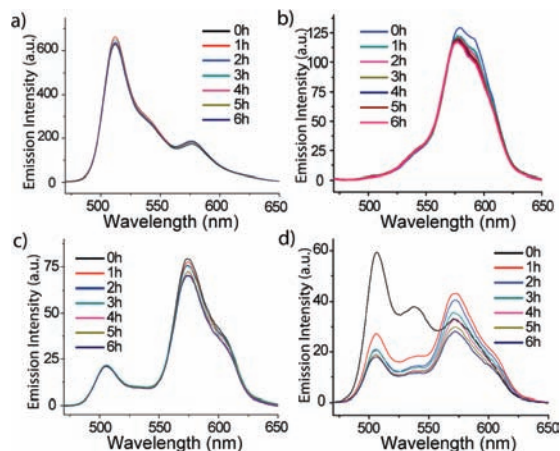 a)
Emission Intensity (a.u.)
600
400
200
0
500
550
600
650
Wavelength (nm)
0h
1h
2h
3h
4h
5h
6h
b)
Emission Intensity (a.u.)
125
100
75
50
25
0
500
550
600
650
Wavelength (nm)
0h
1h
2h
3h
4h
5h
6h
c)
Emission Intensity (a.u.)
75
50
25
0
500
550
600
650
Wavelength (nm)
0h
1h
2h
3h
4h
5h
6h
d)
Emission Intensity (a.u.)
60
40
20
0
500
550
600
650
Wavelength (nm)
0h
1h
2h
3h
4h
5h
6h